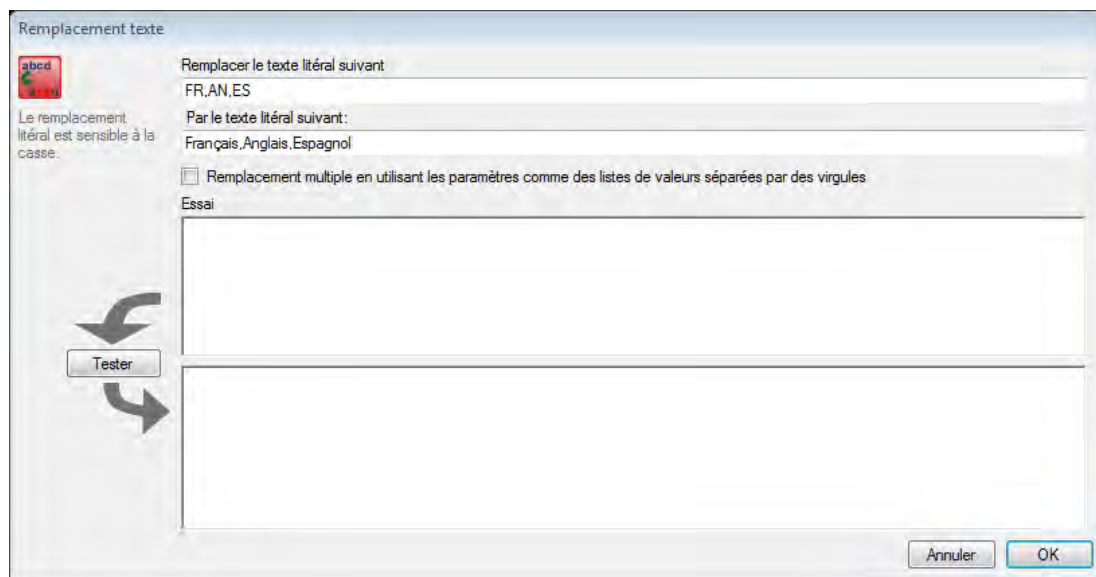 Remplacement texte
abcd
Remplacer le texte litéral suivant
FR,AN,ES
Le remplacement
litéral est sensible à la
casse.
Par le texte litéral suivant:
Français,Anglais,Espagnol
Remplacement multiple en utilisant les paramètres comme des listes de valeurs séparées par des virgules
Essai
Tester
Annuler
OK